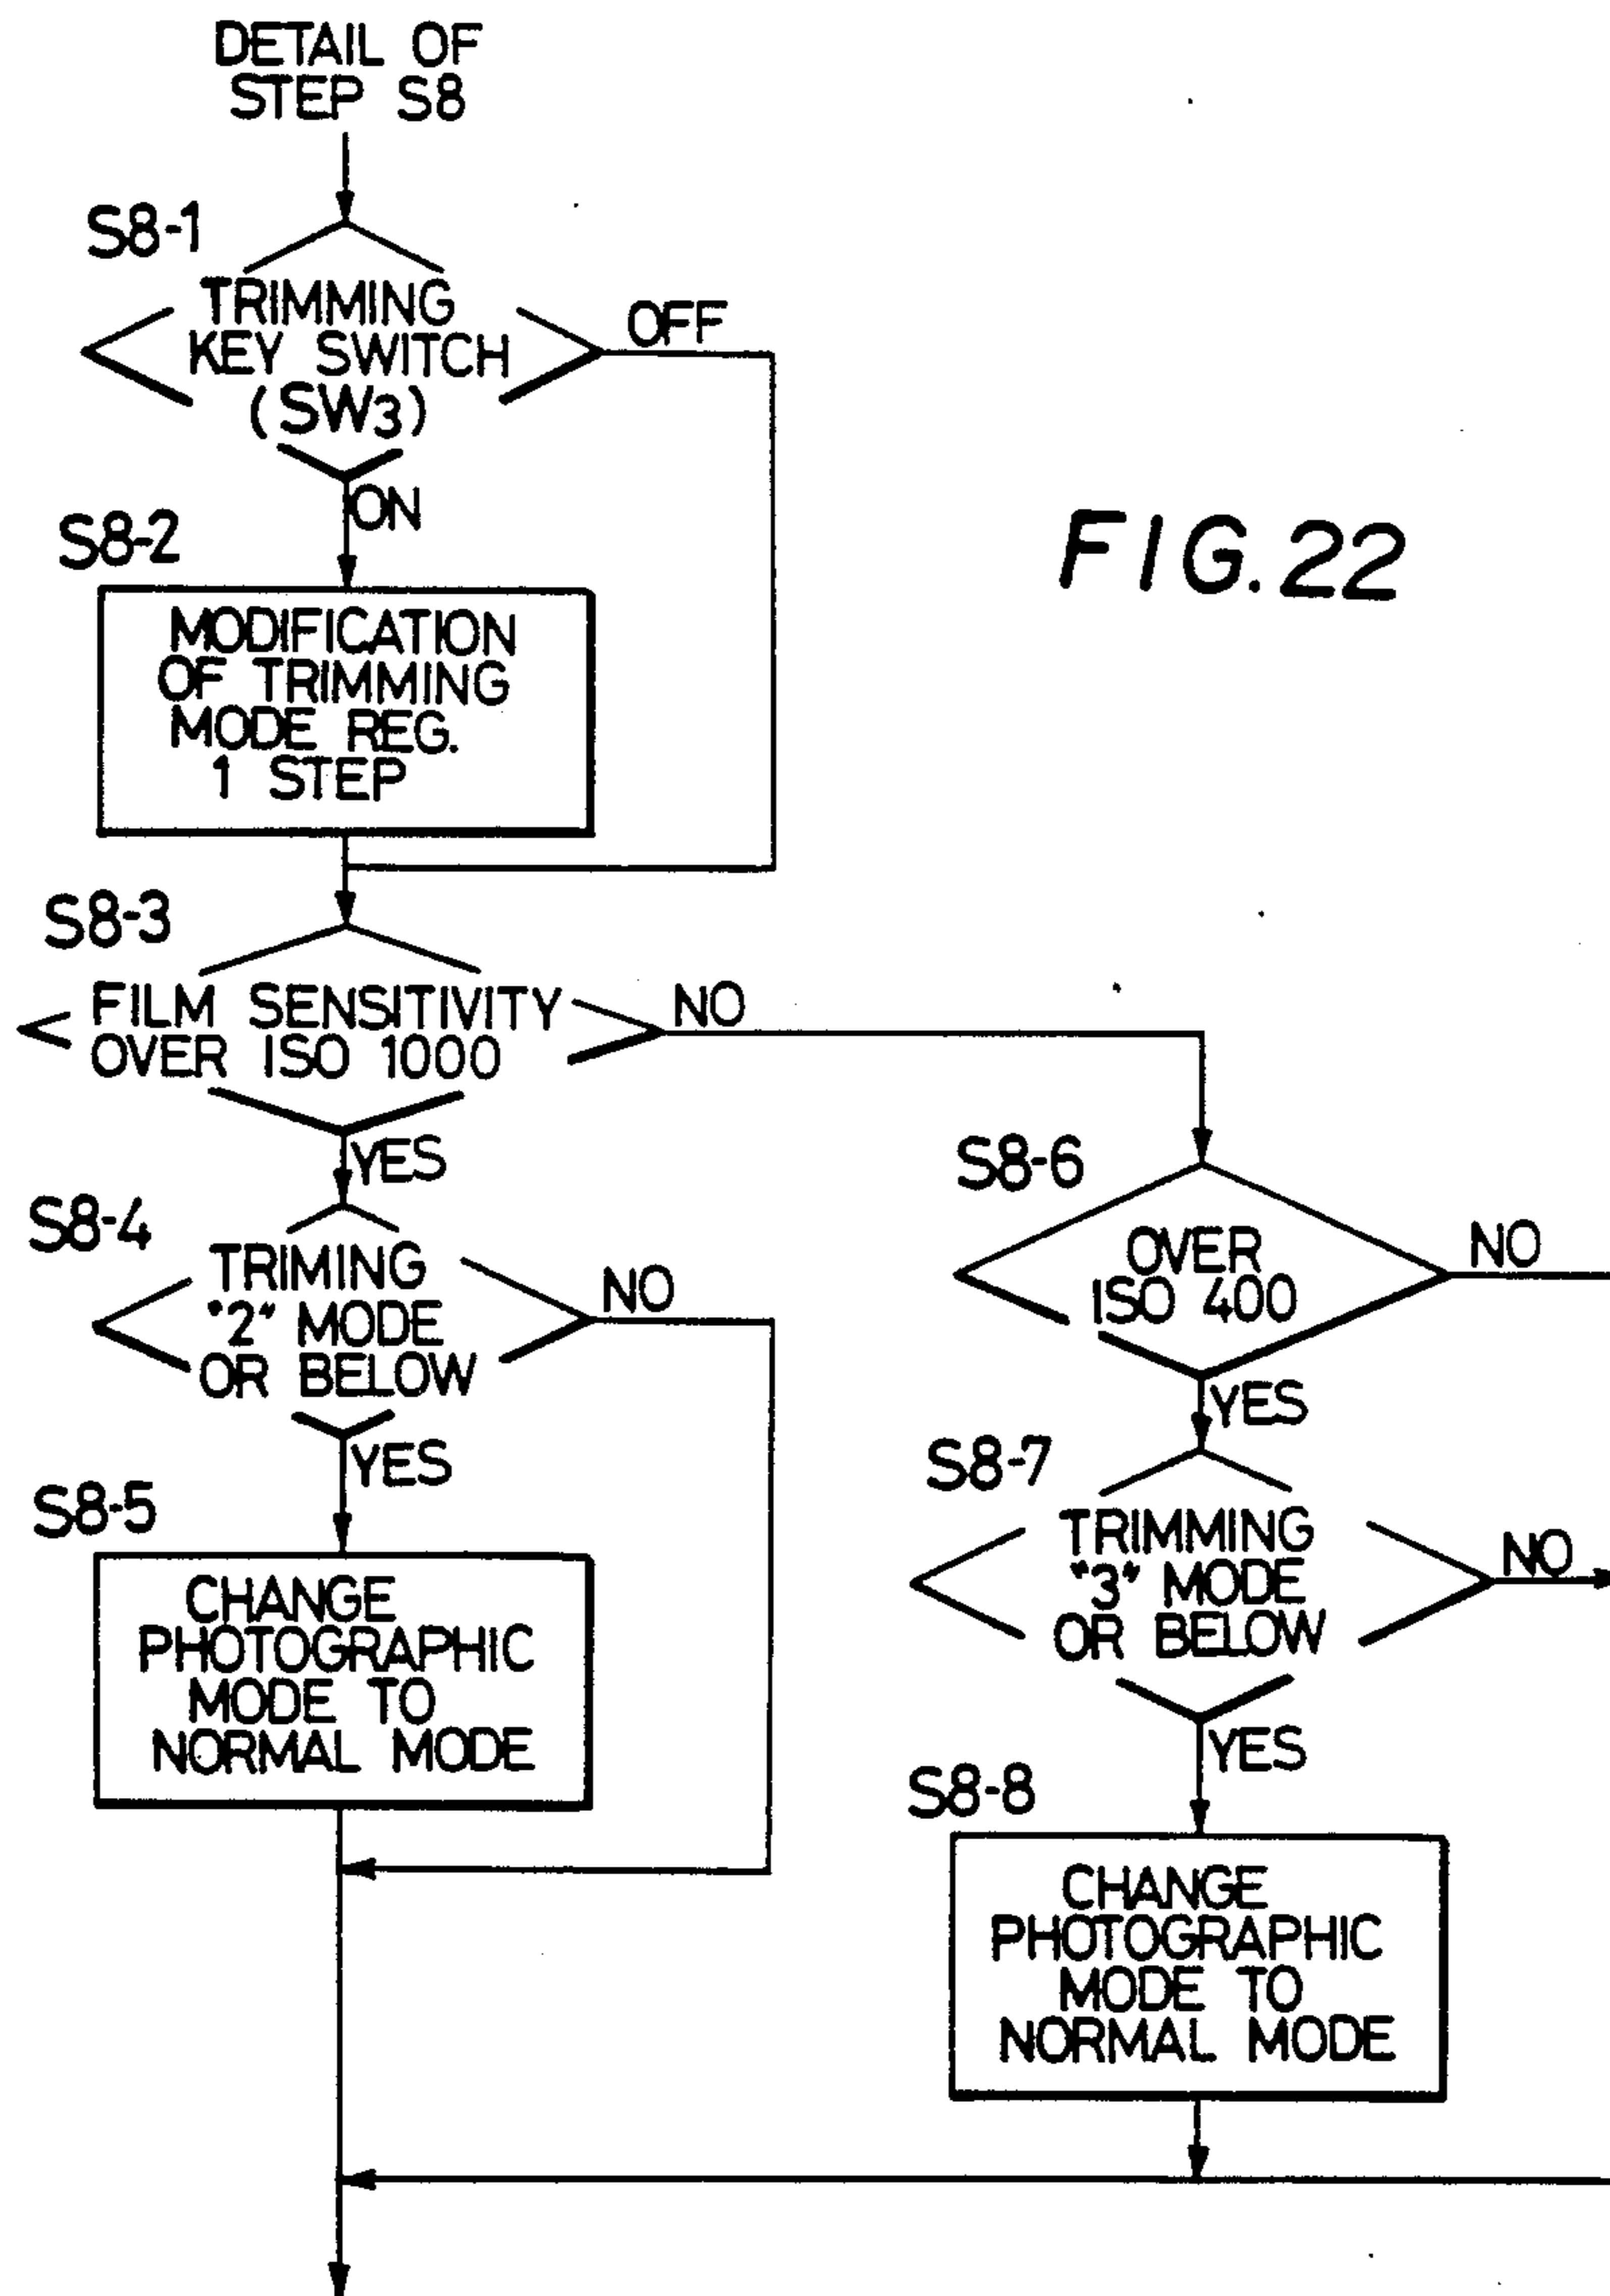 DETAIL OF
STEP S8
S8-1
TRIMMING
KEY SWITCH
(SW3)
OFF
ON
S8-2
MODIFICATION
OF TRIMMING
MODE REG.
1 STEP
FIG. 22
S8-3
FILM SENSITIVITY
OVER ISO 1000
NO
YES
S8-4
TRIMING
"2" MODE
OR BELOW
NO
YES
S8-5
CHANGE
PHOTOGRAPHIC
MODE TO
NORMAL MODE
S8-6
OVER
ISO 400
NO
YES
S8-7
TRIMMING
"3" MODE
OR BELOW
NO
YES
S8-8
CHANGE
PHOTOGRAPHIC
MODE TO
NORMAL MODE